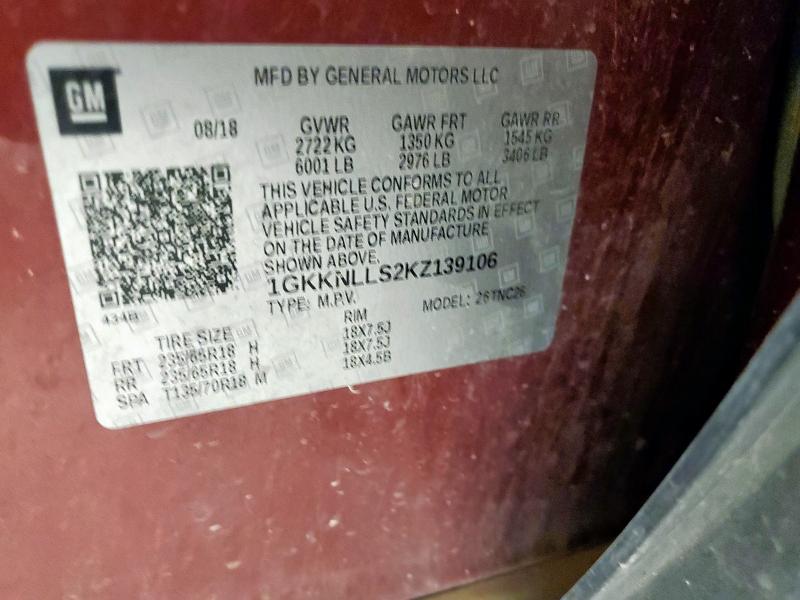 GM
MFD BY GENERAL MOTORS LLC
08/18 GVWR GAWR FRT GAWR RR
2722 KG 1350 KG 1545 KG
6001 LB 2976 LB 3406 LB
THIS VEHICLE CONFORMS TO ALL
APPLICABLE U.S. FEDERAL MOTOR
VEHICLE SAFETY STANDARDS IN EFFECT
ON THE DATE OF MANUFACTURE
SHOWN ABOVE.
1GKKNLLS2KZ139106
TYPE: M.P.V. MODEL: 26TNC26
434B
TIRE SIZE RIM
FRT 235/65R18 H 18X7.5J
RR 235/65R18 H 18X7.5J
SPA T135/70R18 M 18X4.5B